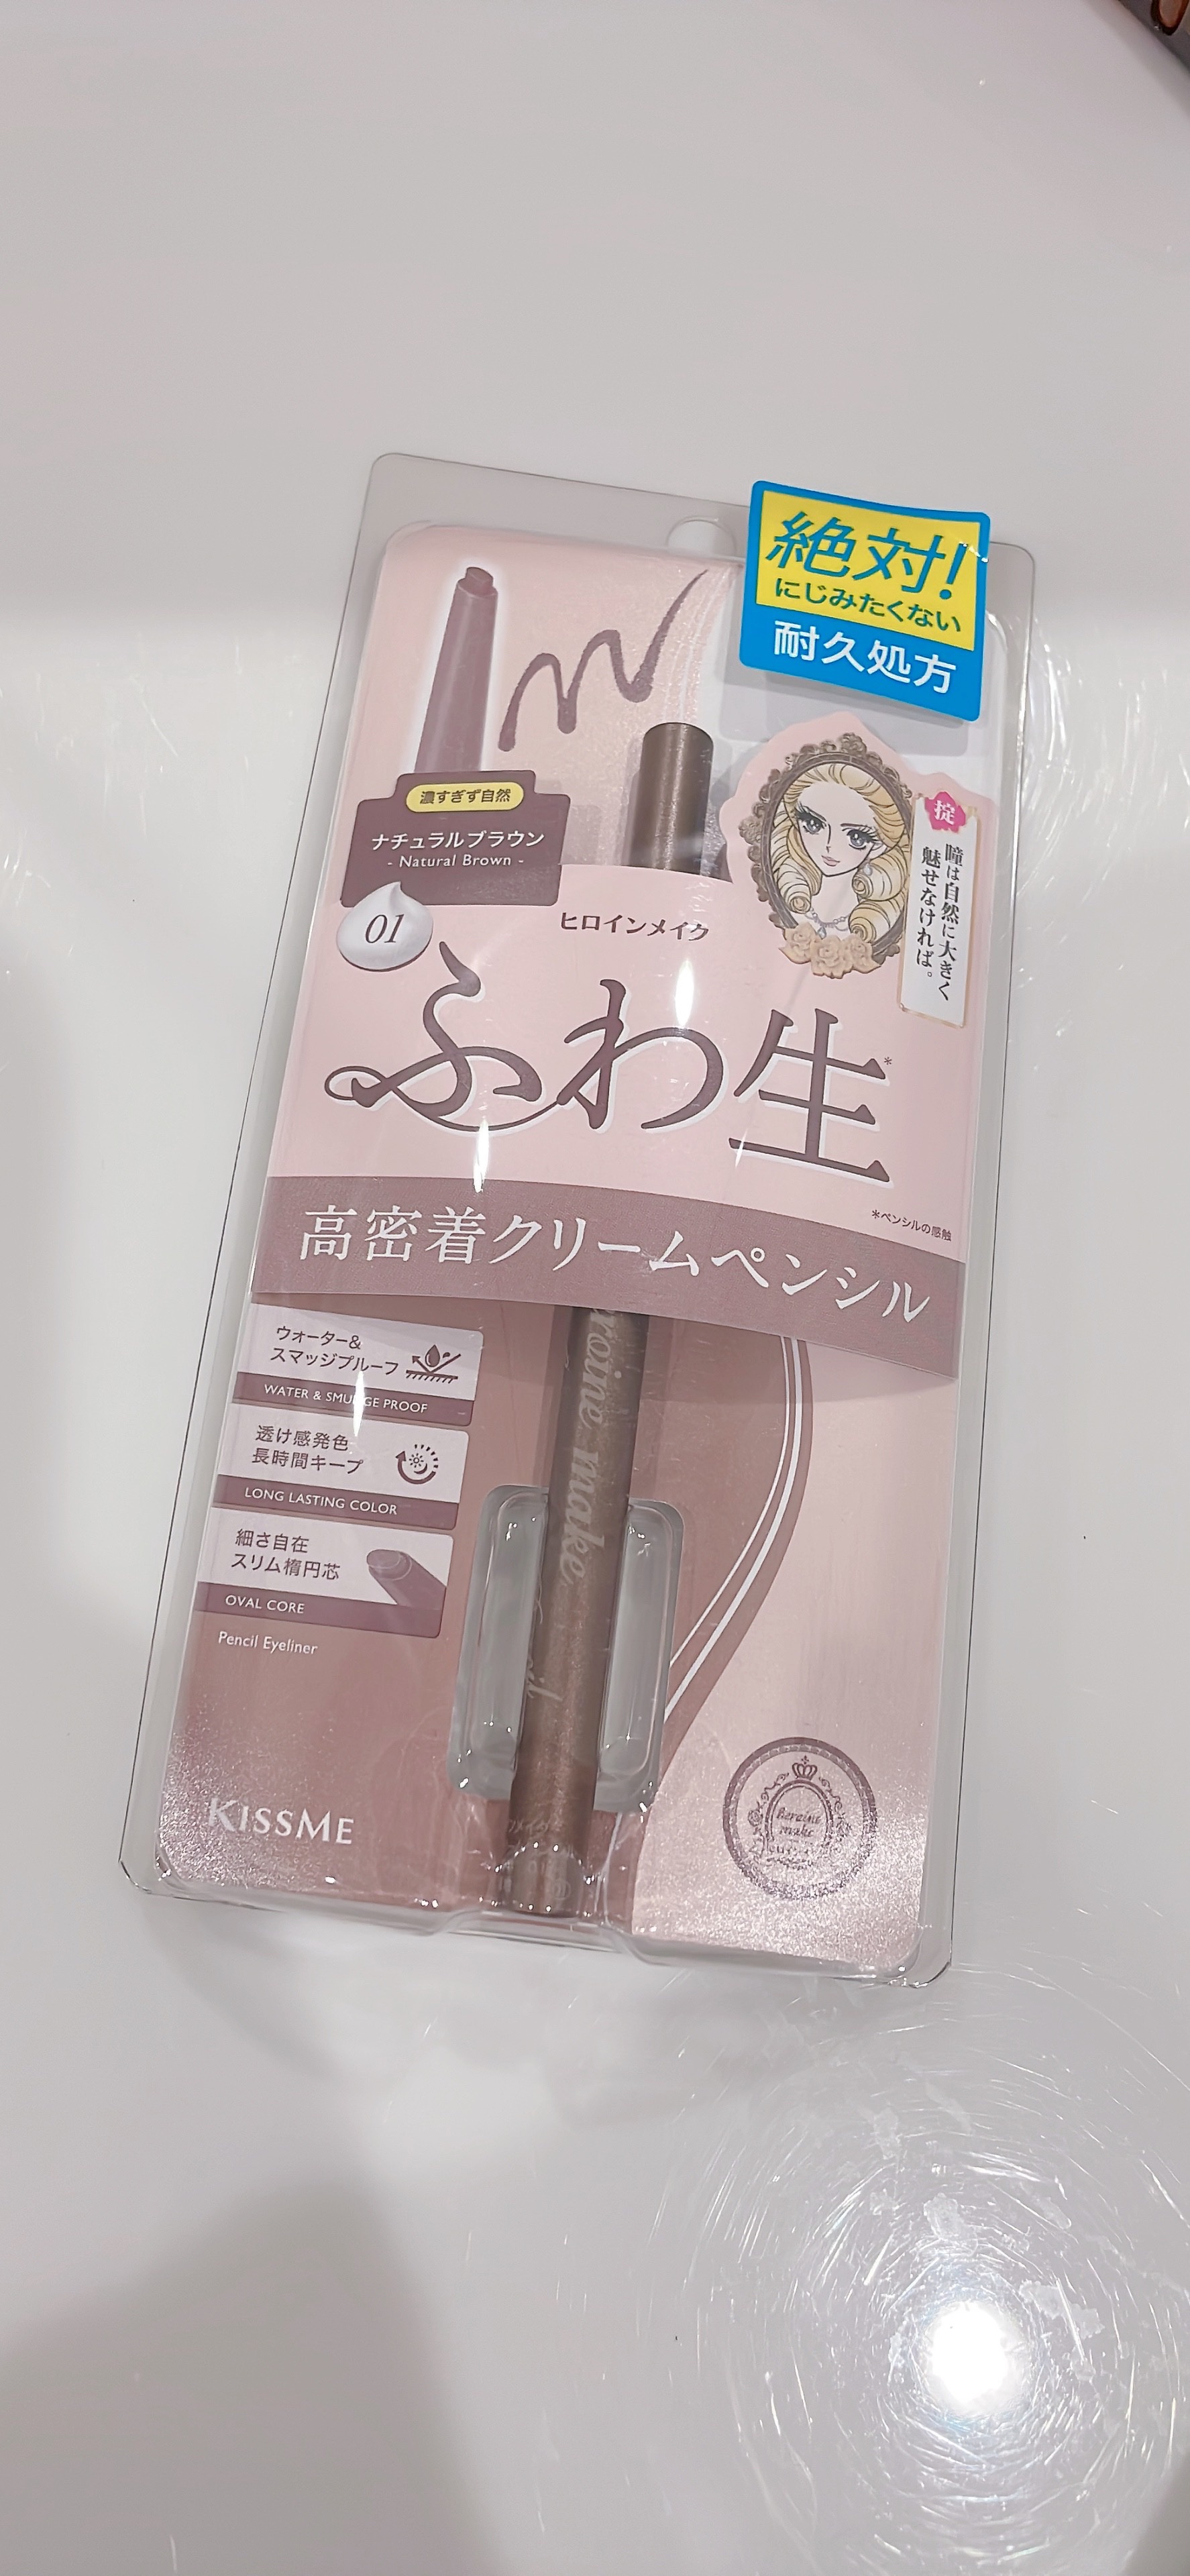 絶対!
にじみたくない
耐久処方
濃すぎず自然
ナチュラルブラウン
- Natural Brown -
01
ヒロインメイク
掟
瞳は自然に大きく
魅せなければ。
ふわ生*
*ペンシルの感触
高密着クリームペンシル
ウォーター&
スマッジプルーフ
WATER & SMUDGE PROOF
透け感発色
長時間キープ
LONG LASTING COLOR
細さ自在
スリム楕円芯
OVAL CORE
Pencil Eyeliner
make
KISSME
Heroine
make